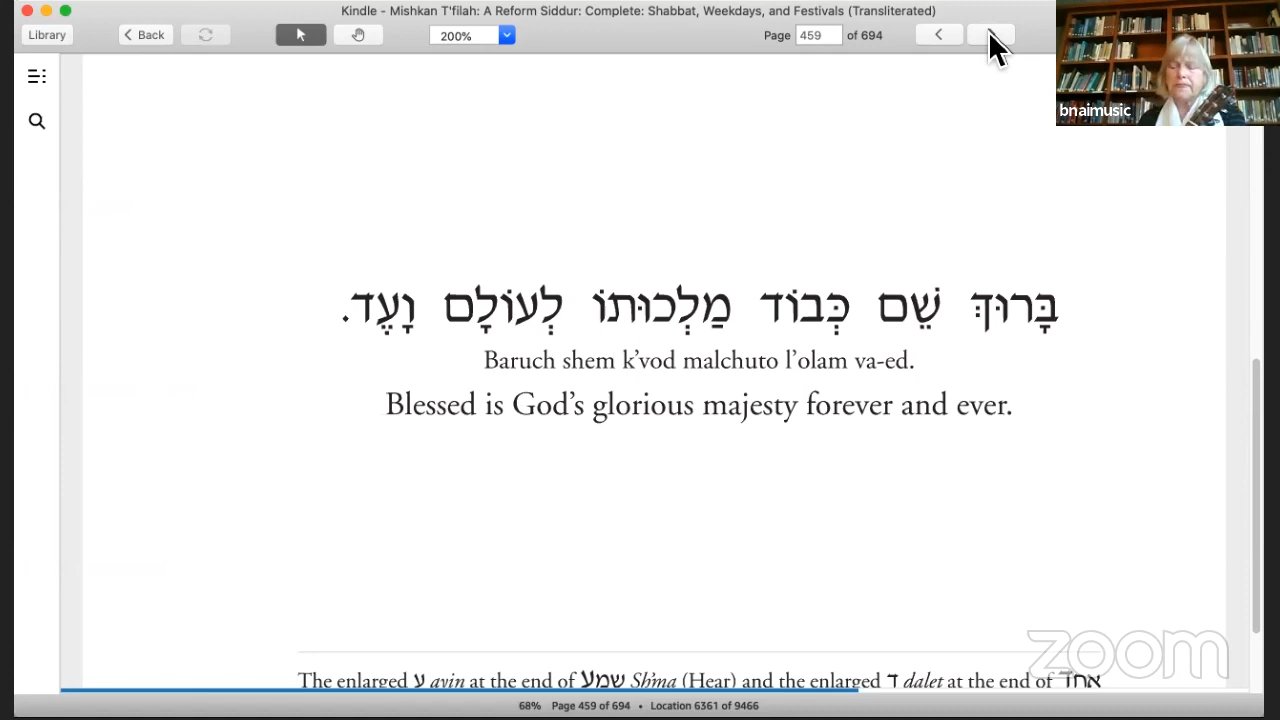 Kindle - Mishkan T'filah: A Reform Siddur: Complete: Shabbat, Weekdays, and Festivals (Transliterated)
Library Back 200% Page 459 of 694
bnaimusic
בָּרוּךְ שֵׁם כְּבוֹד מַלְכוּתוֹ לְעוֹלָם וָעֶד.
Baruch shem k’vod malchuto l’olam va-ed.
Blessed is God’s glorious majesty forever and ever.
zoom
The enlarged ע ayin at the end of שמע Sh’ma (Hear) and the enlarged ד dalet at the end of אחד
68% Page 459 of 694 • Location 6361 of 9466